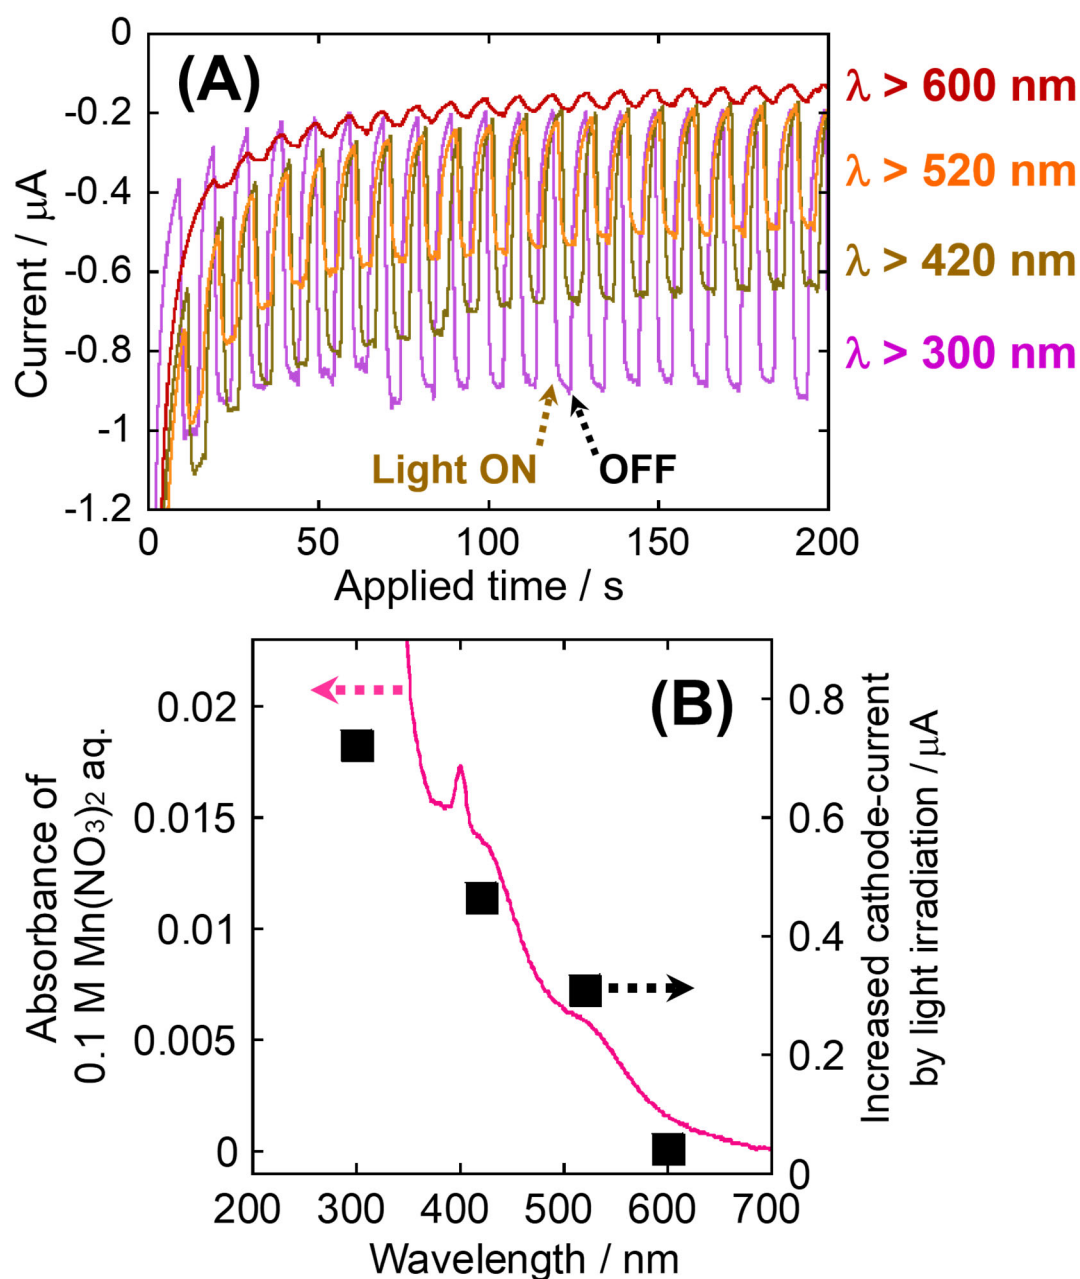 (A)
0
-0.2
-0.4
-0.6
-0.8
-1
-1.2
Current / μA
0 50 100 150 200
Applied time / s
λ > 600 nm
λ > 520 nm
λ > 420 nm
λ > 300 nm
Light ON
OFF
(B)
0.02
0.015
0.01
0.005
0
Absorbance of
0.1 M Mn(NO3)2 aq.
0.8
0.6
0.4
0.2
0
Increased cathode-current
by light irradiation / μA
200 300 400 500 600 700
Wavelength / nm